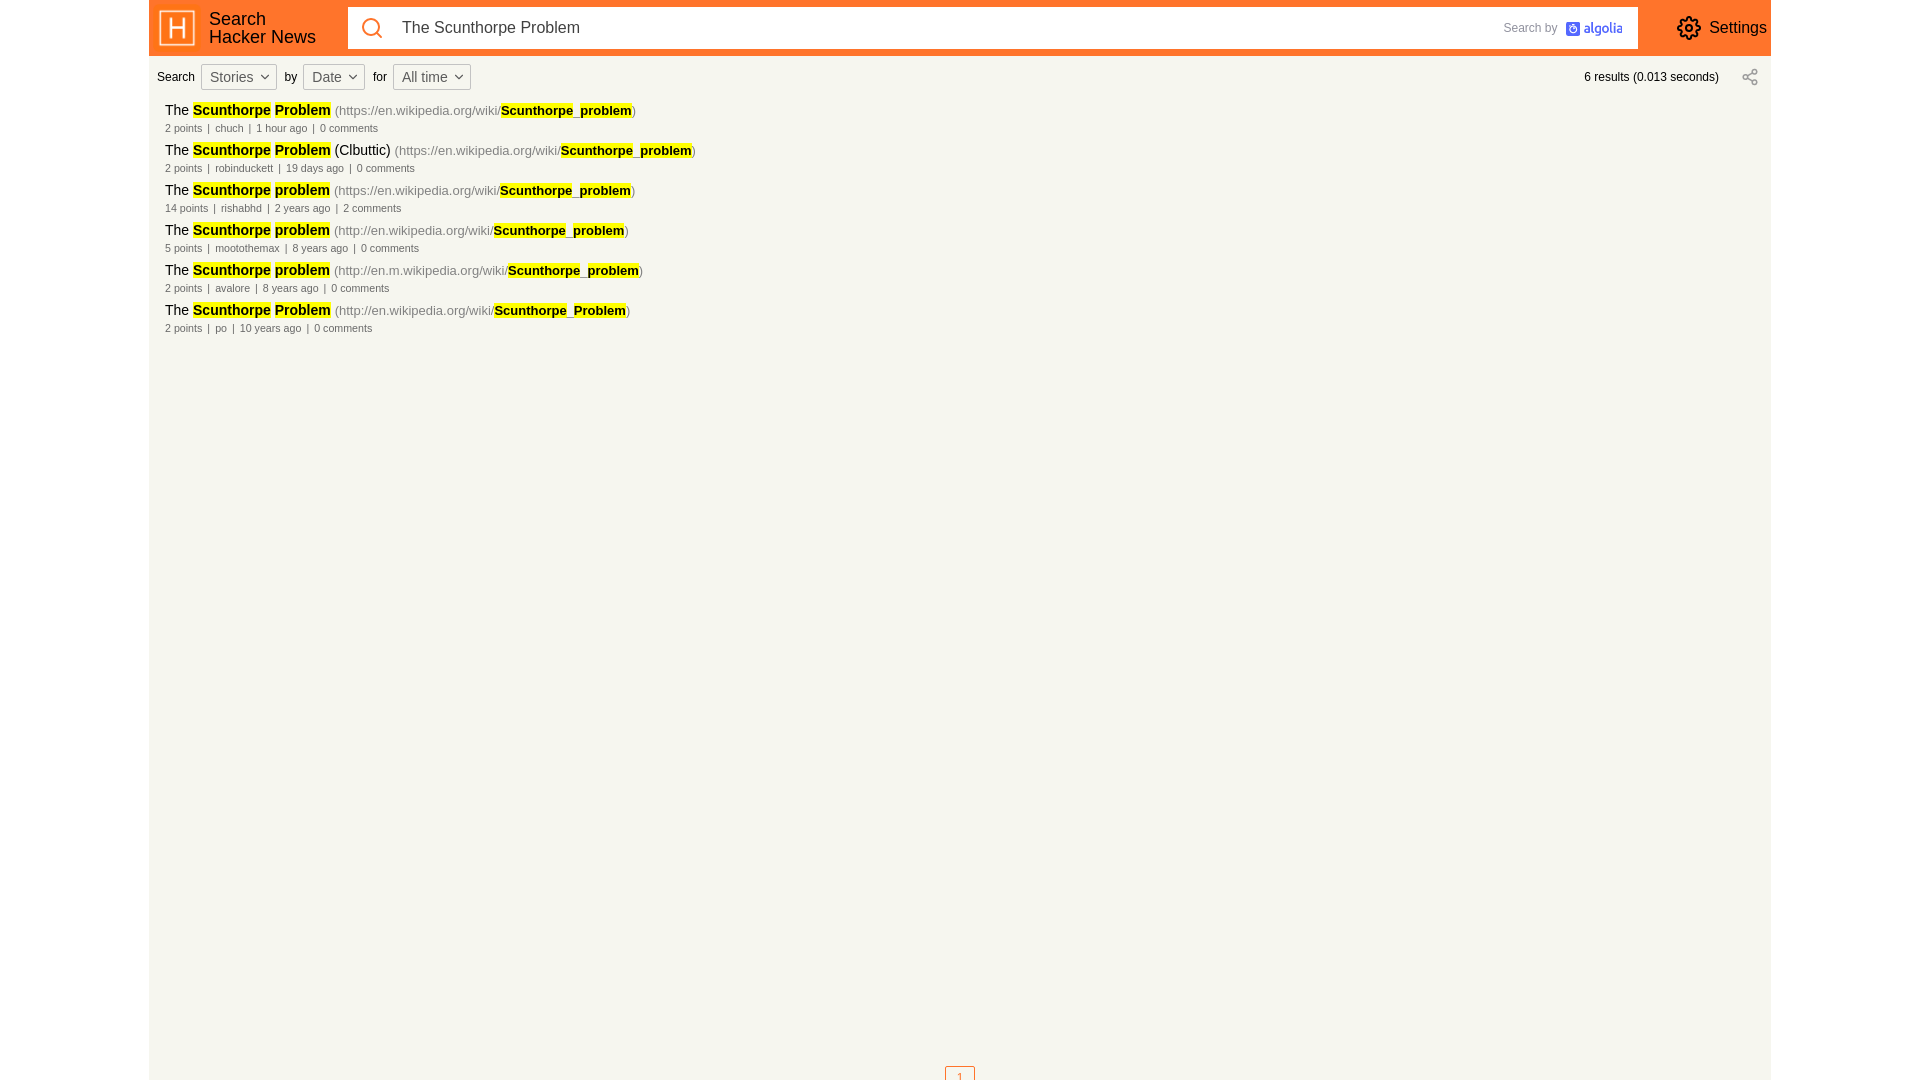 H Search
Hacker News
The Scunthorpe Problem
Search by algolia
Settings
Search Stories by Date for All time
6 results (0.013 seconds)
The Scunthorpe Problem (https://en.wikipedia.org/wiki/Scunthorpe_problem)
2 points | chuch | 1 hour ago | 0 comments
The Scunthorpe Problem (Clbuttic) (https://en.wikipedia.org/wiki/Scunthorpe_problem)
2 points | robinduckett | 19 days ago | 0 comments
The Scunthorpe problem (https://en.wikipedia.org/wiki/Scunthorpe_problem)
14 points | rishabhd | 2 years ago | 2 comments
The Scunthorpe problem (http://en.wikipedia.org/wiki/Scunthorpe_problem)
5 points | mootothemax | 8 years ago | 0 comments
The Scunthorpe problem (http://en.m.wikipedia.org/wiki/Scunthorpe_problem)
2 points | avalore | 8 years ago | 0 comments
The Scunthorpe Problem (http://en.wikipedia.org/wiki/Scunthorpe_Problem)
2 points | po | 10 years ago | 0 comments
1